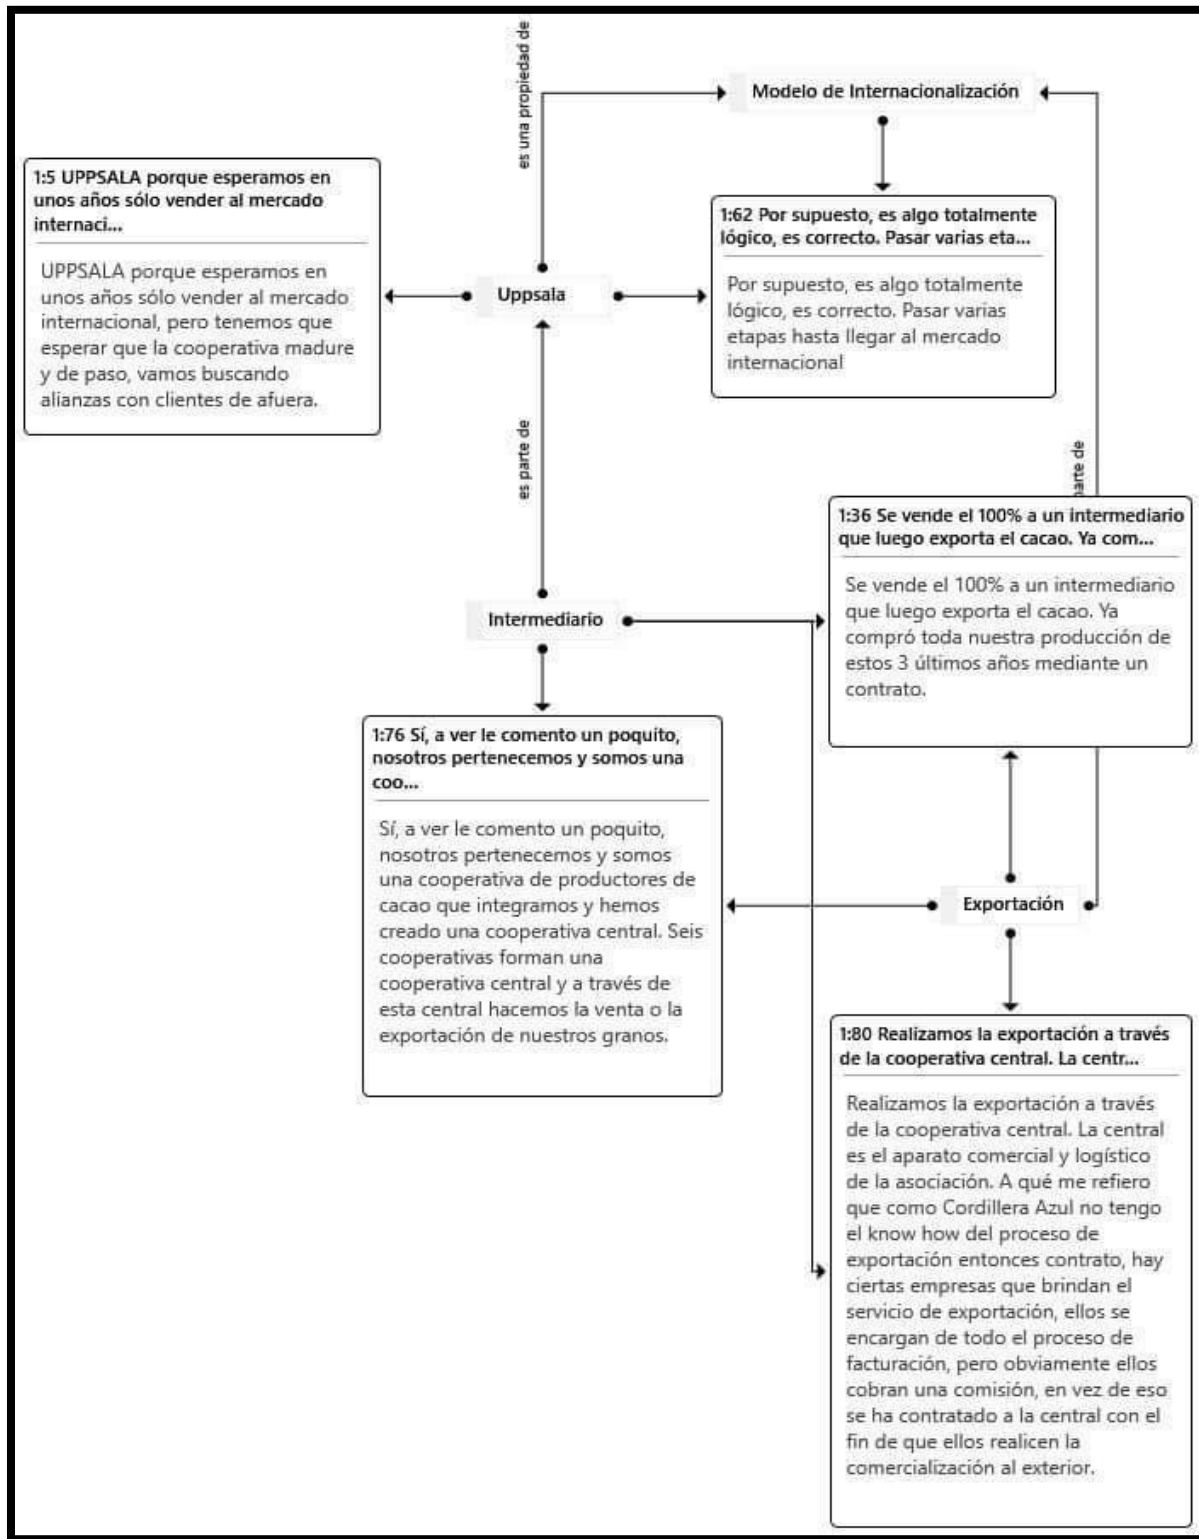 es una propiedad de
Modelo de Internacionalización
1:5 UPPSALA porque esperamos en
unos años sólo vender al mercado
internaci...
UPPSALA porque esperamos en
unos años sólo vender al mercado
internacional, pero tenemos que
esperar que la cooperativa madure
y de paso, vamos buscando
alianzas con clientes de afuera.
Uppsala
1:62 Por supuesto, es algo totalmente
lógico, es correcto. Pasar varias eta...
Por supuesto, es algo totalmente
lógico, es correcto. Pasar varias
etapas hasta llegar al mercado
internacional
es parte de
parte de
1:36 Se vende el 100% a un intermediario
que luego exporta el cacao. Ya com...
Se vende el 100% a un intermediario
que luego exporta el cacao. Ya
compró toda nuestra producción de
estos 3 últimos años mediante un
contrato.
Intermediario
1:76 Sí, a ver le comento un poquito,
nosotros pertenecemos y somos una
coo...
Sí, a ver le comento un poquito,
nosotros pertenecemos y somos
una cooperativa de productores de
cacao que integramos y hemos
creado una cooperativa central. Seis
cooperativas forman una
cooperativa central y a través de
esta central hacemos la venta o la
exportación de nuestros granos.
Exportación
1:80 Realizamos la exportación a través
de la cooperativa central. La centr...
Realizamos la exportación a través
de la cooperativa central. La central
es el aparato comercial y logístico
de la asociación. A qué me refiero
que como Cordillera Azul no tengo
el know how del proceso de
exportación entonces contrato, hay
ciertas empresas que brindan el
servicio de exportación, ellos se
encargan de todo el proceso de
facturación, pero obviamente ellos
cobran una comisión, en vez de eso
se ha contratado a la central con el
fin de que ellos realicen la
comercialización al exterior.